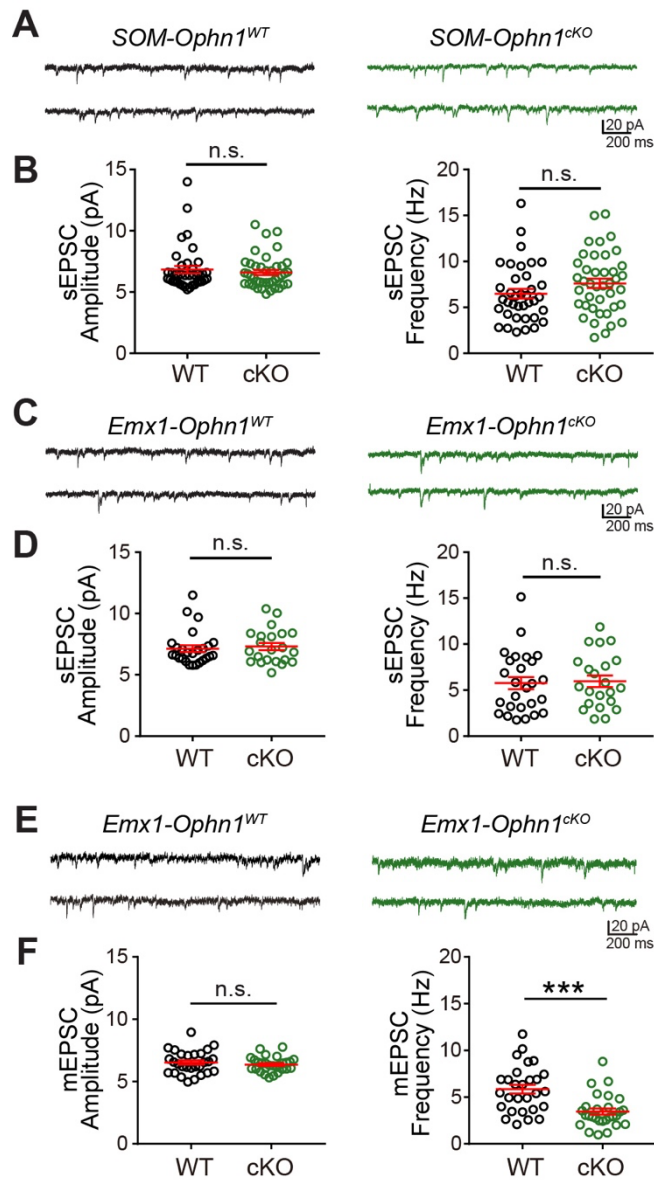 A
SOM-Ophn1WT
SOM-Ophn1cKO
20 pA
200 ms
B
n.s.
n.s.
sEPSC
Amplitude (pA)
15
10
5
0
WT cKO
sEPSC
Frequency (Hz)
20
15
10
5
0
WT cKO
C
Emx1-Ophn1WT
Emx1-Ophn1cKO
20 pA
200 ms
D
n.s.
n.s.
sEPSC
Amplitude (pA)
15
10
5
0
WT cKO
sEPSC
Frequency (Hz)
20
15
10
5
0
WT cKO
E
Emx1-Ophn1WT
Emx1-Ophn1cKO
20 pA
200 ms
F
n.s.
***
mEPSC
Amplitude (pA)
15
10
5
0
WT cKO
mEPSC
Frequency (Hz)
20
15
10
5
0
WT cKO